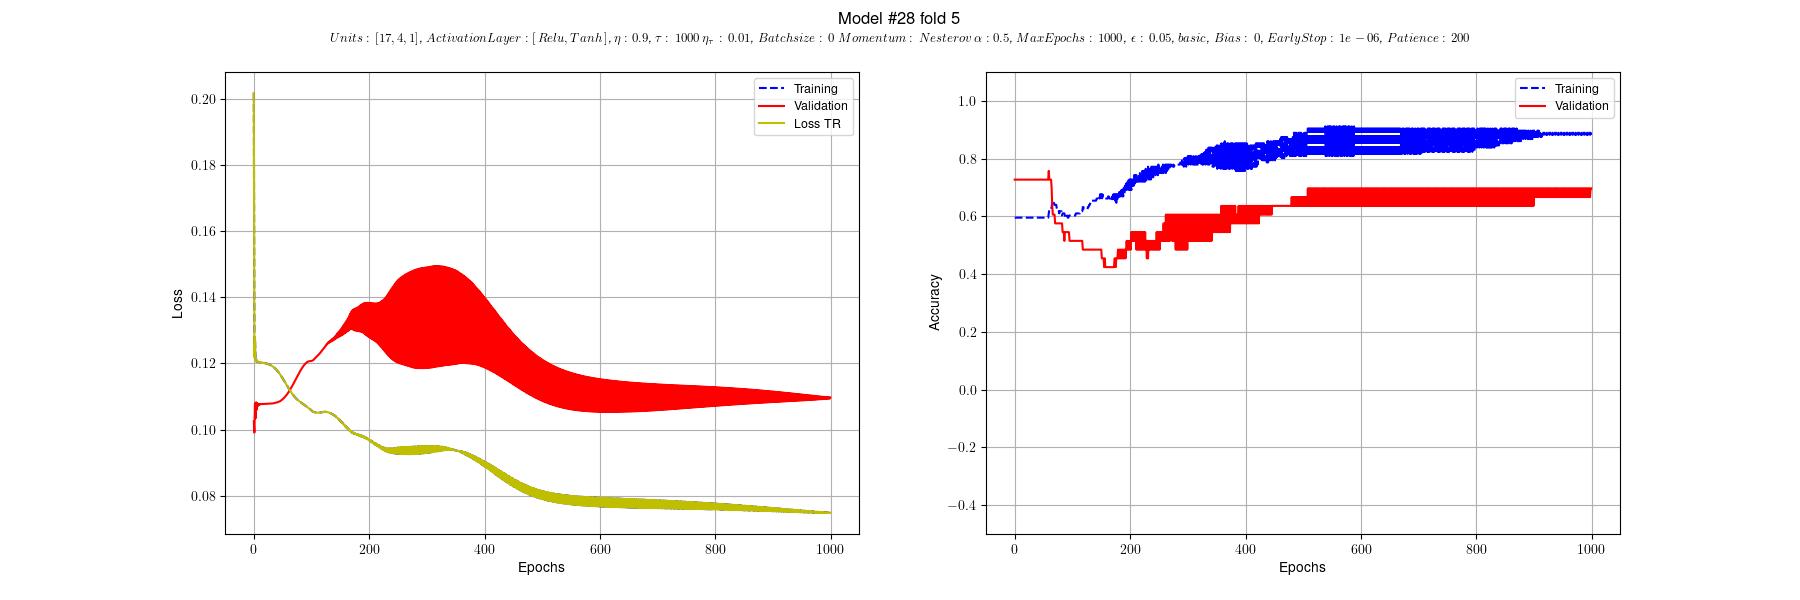 Model #28 fold 5
Units : [17, 4, 1], ActivationLayer : [ Relu, Tanh], η : 0.9, τ : 1000 ητ : 0.01, Batchsize : 0 Momentum : Nesterov α : 0.5, MaxEpochs : 1000, ϵ : 0.05, basic, Bias : 0, EarlyStop : 1e − 06, Patience : 200
Training
Validation
Loss TR
0.20
0.18
0.16
0.14
0.12
0.10
0.08
Loss
0 200 400 600 800 1000
Epochs
Training
Validation
1.0
0.8
0.6
0.4
0.2
0.0
−0.2
−0.4
Accuracy
0 200 400 600 800 1000
Epochs